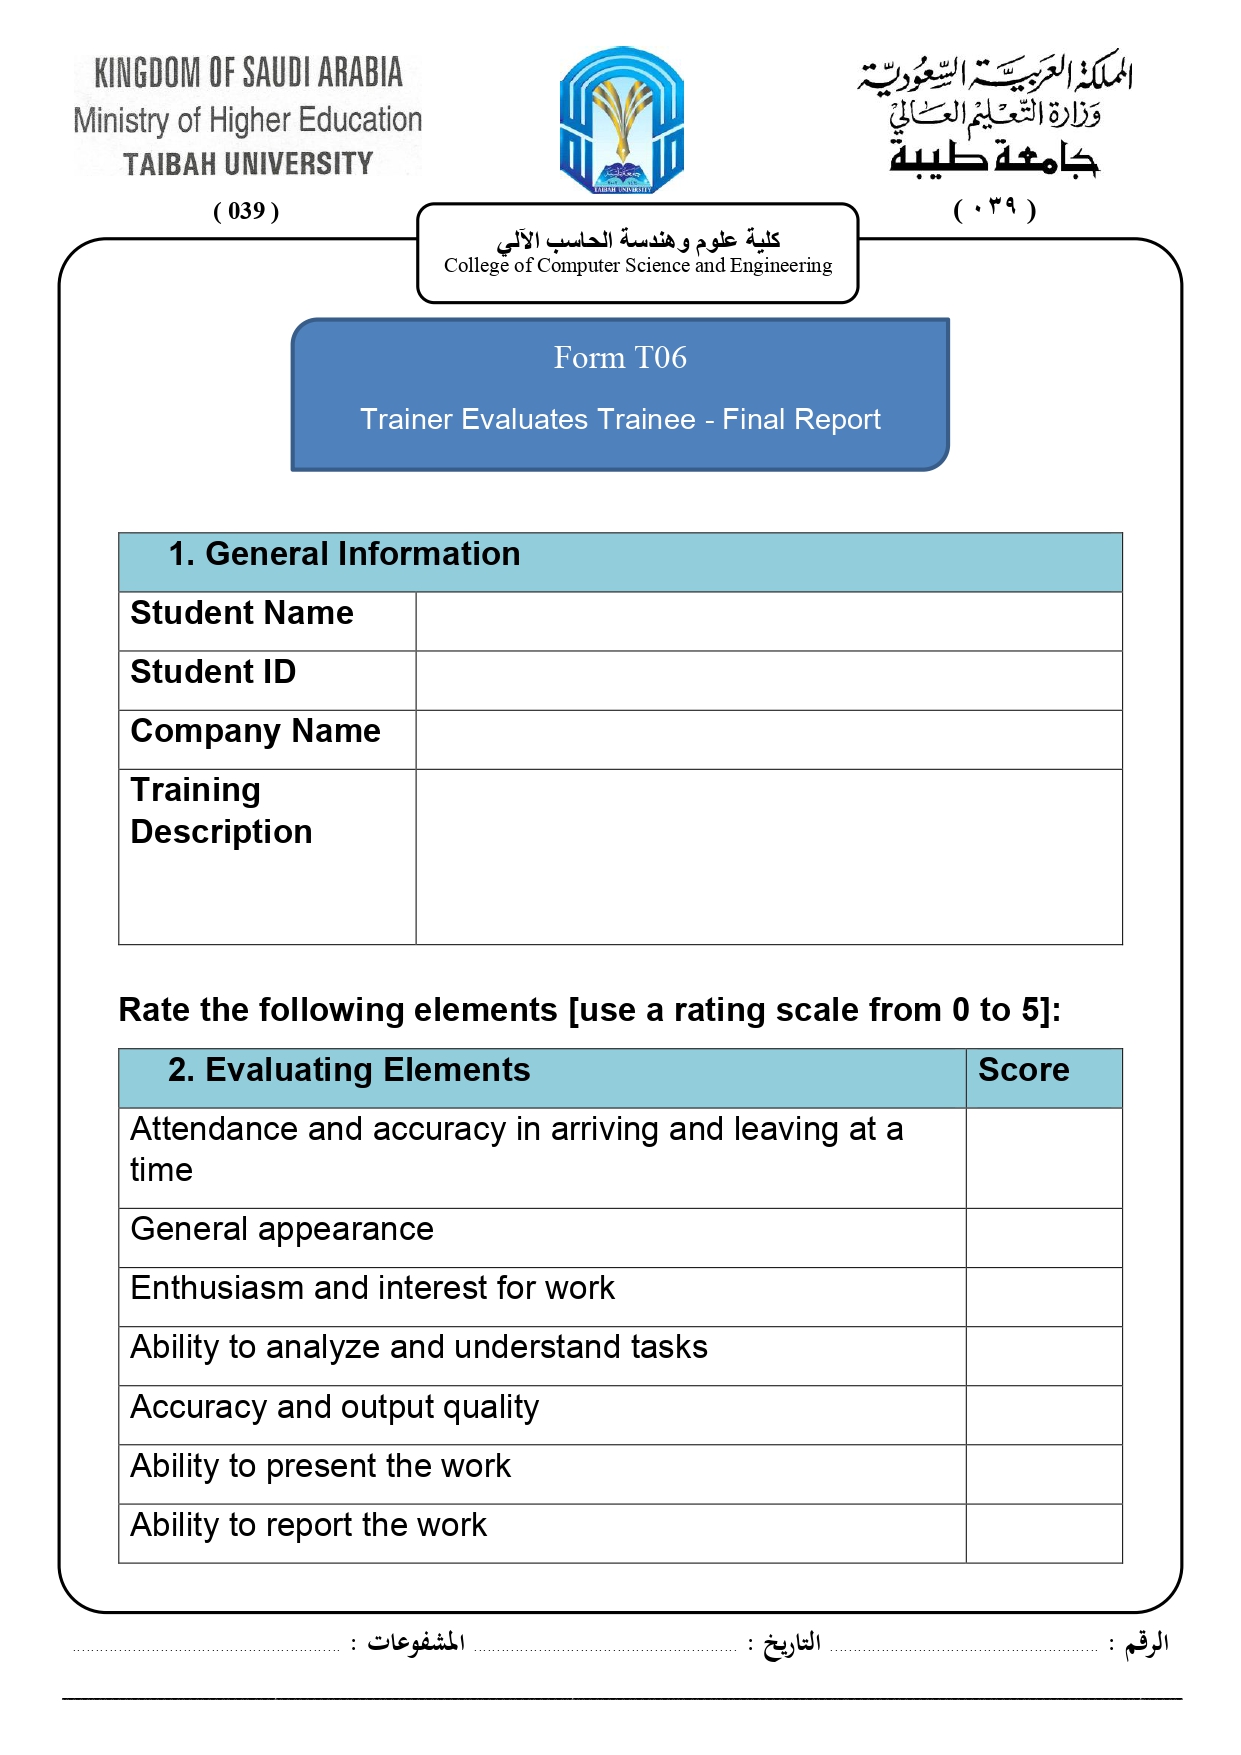 KINGDOM OF SAUDI ARABIA
Ministry of Higher Education
TAIBAH UNIVERSITY
( 039 )
TAIBAH UNIVERSITY
المملكة العربية السعودية
وزارة التعليم العالي
جامعة طيبة
( ٠٣٩ )
كلية علوم وهندسة الحاسب الآلي
College of Computer Science and Engineering
Form T06
Trainer Evaluates Trainee - Final Report
1. General Information
Student Name
Student ID
Company Name
Training
Description
Rate the following elements [use a rating scale from 0 to 5]:
2. Evaluating Elements Score
Attendance and accuracy in arriving and leaving at a
time
General appearance
Enthusiasm and interest for work
Ability to analyze and understand tasks
Accuracy and output quality
Ability to present the work
Ability to report the work
الرقم : ............ التاريخ : ............ المشفوعات : ............